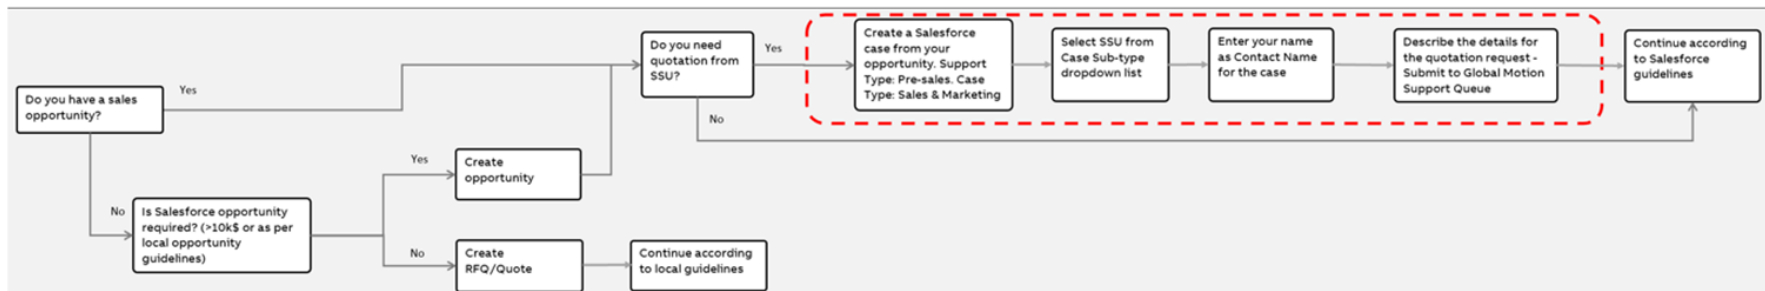 Do you have a sales
opportunity?
Yes
No
Is Salesforce opportunity
required? (>10k$ or as per
local opportunity
guidelines)
Yes
Create
opportunity
No
Create
RFQ/Quote
Continue according
to local guidelines
Do you need
quotation from
SSU?
Yes
No
Create a Salesforce
case from your
opportunity. Support
Type: Pre-sales. Case
Type: Sales & Marketing
Select SSU from
Case Sub-type
dropdown list
Enter your name
as Contact Name
for the case
Describe the details for
the quotation request -
Submit to Global Motion
Support Queue
Continue according
to Salesforce
guidelines